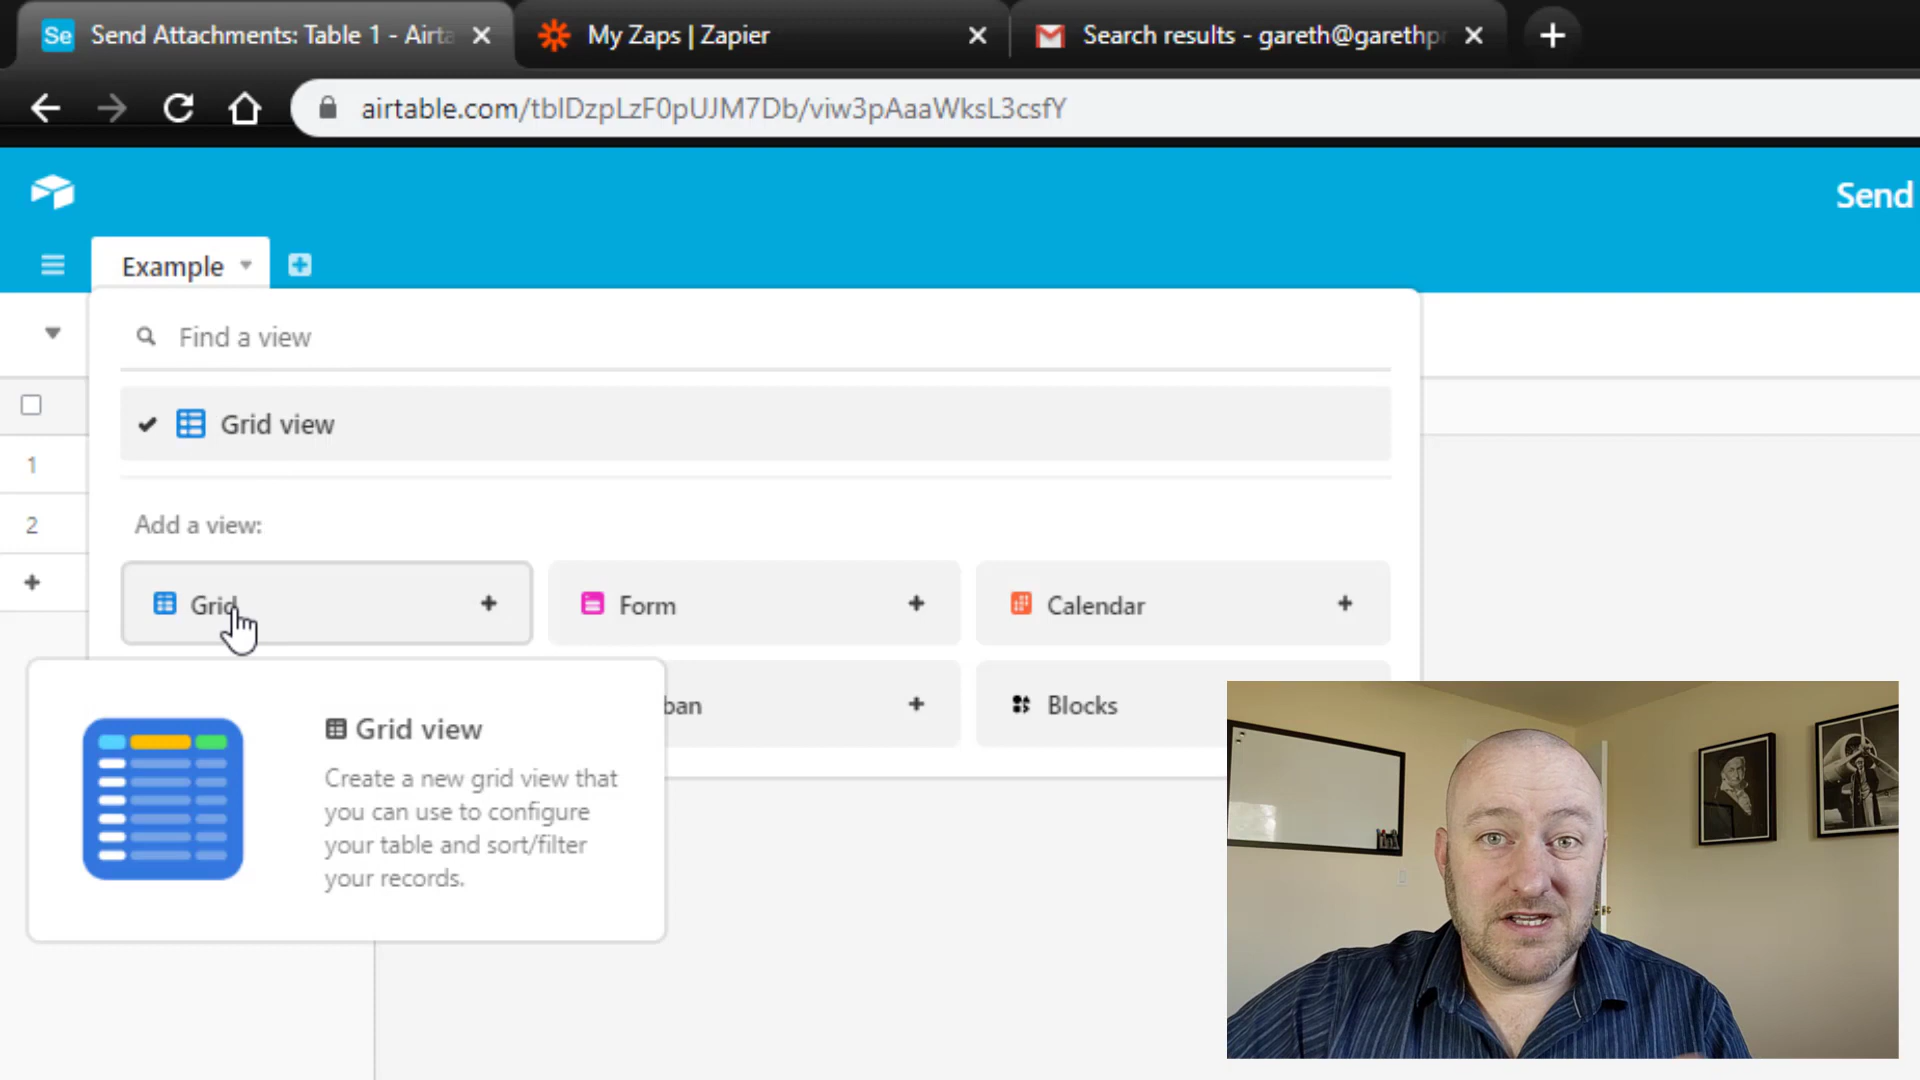 Se Send Attachments: Table 1 - Airta
My Zaps | Zapier
Search results - gareth@garethp
airtable.com/tblDzpLzF0pUJM7Db/viw3pAaaWksL3csfY
Send
Example
Find a view
Grid view
1
2
Add a view:
Grid
Form
Calendar
ban
Blocks
Grid view
Create a new grid view that
you can use to configure
your table and sort/filter
your records.